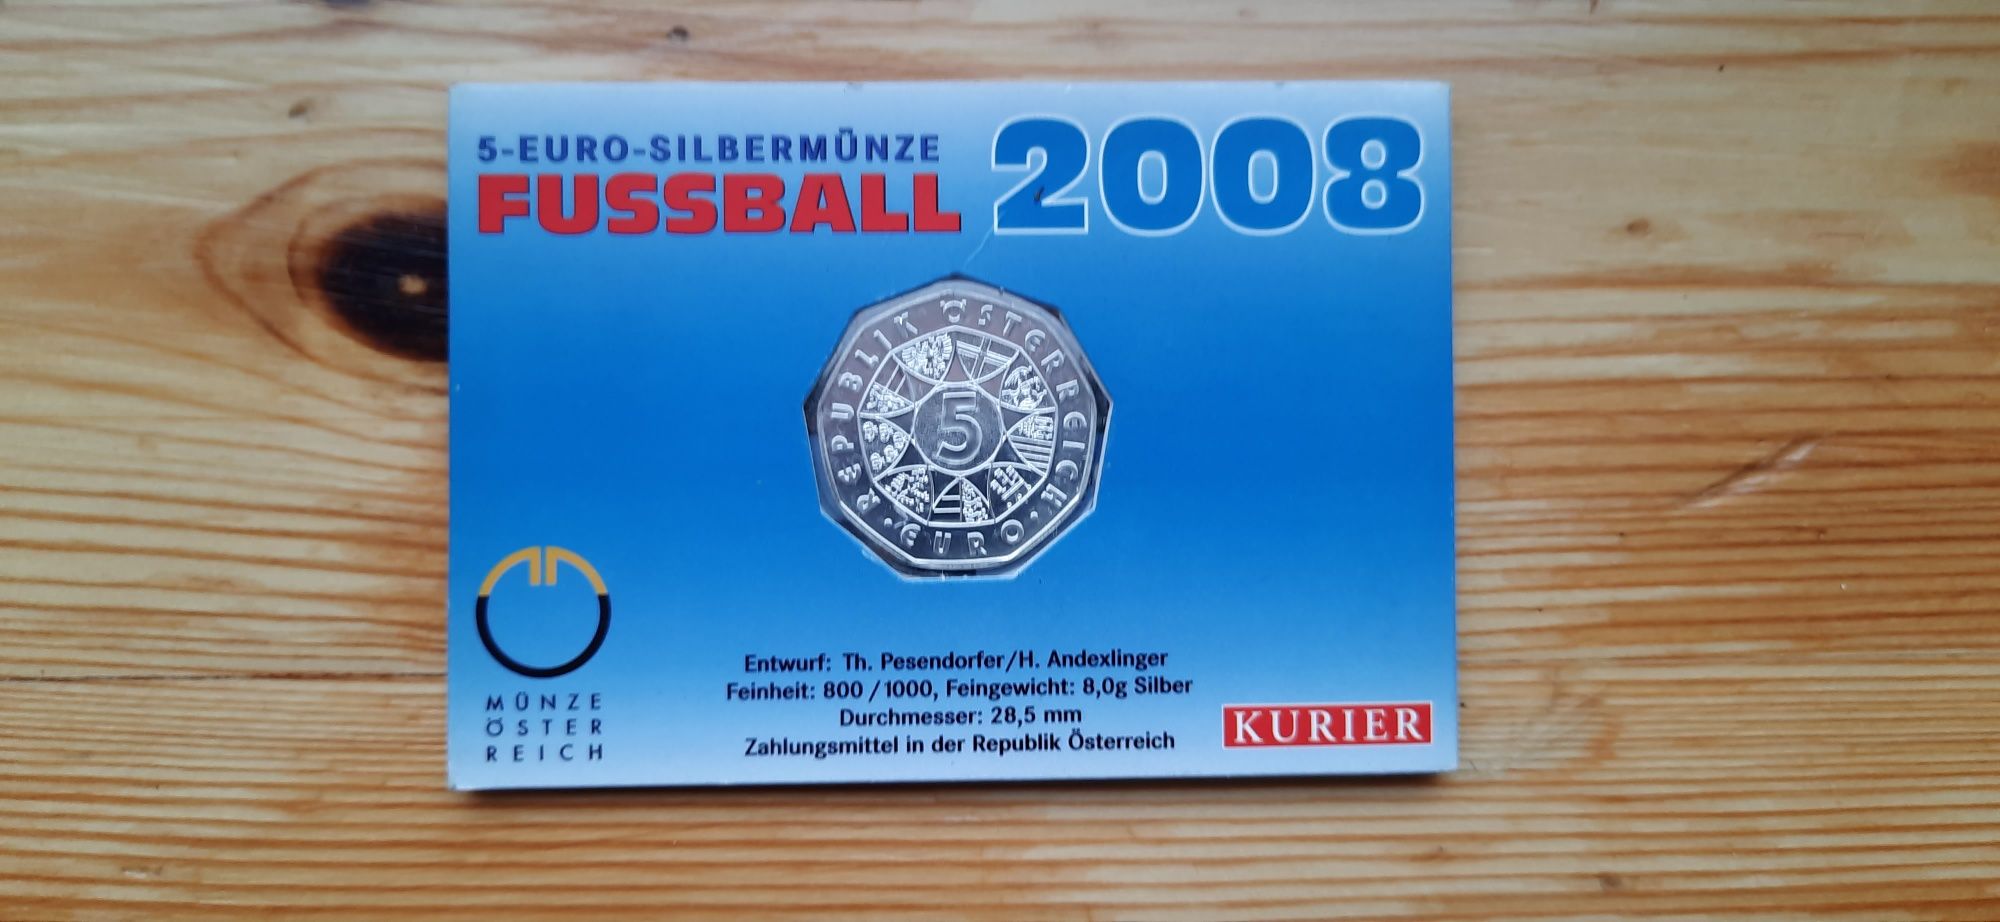 5-EURO-SILBERMÜNZE
FUSSBALL
2008
REPUBLIK ÖSTERREICH
5
· EURO ·
MÜNZE
ÖSTER
REICH
Entwurf: Th. Pesendorfer/H. Andexlinger
Feinheit: 800/1000, Feingewicht: 8,0g Silber
Durchmesser: 28,5 mm
Zahlungsmittel in der Republik Österreich
KURIER